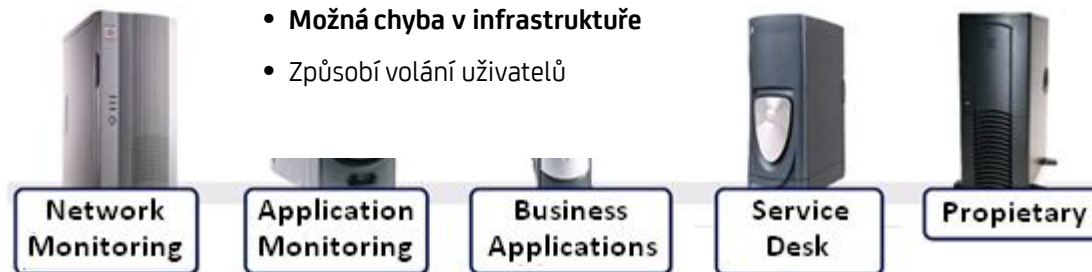 • Možná chyba v infrastruktuře
• Způsobí volání uživatelů
Network
Monitoring
Application
Monitoring
Business
Applications
Service
Desk
Propietary